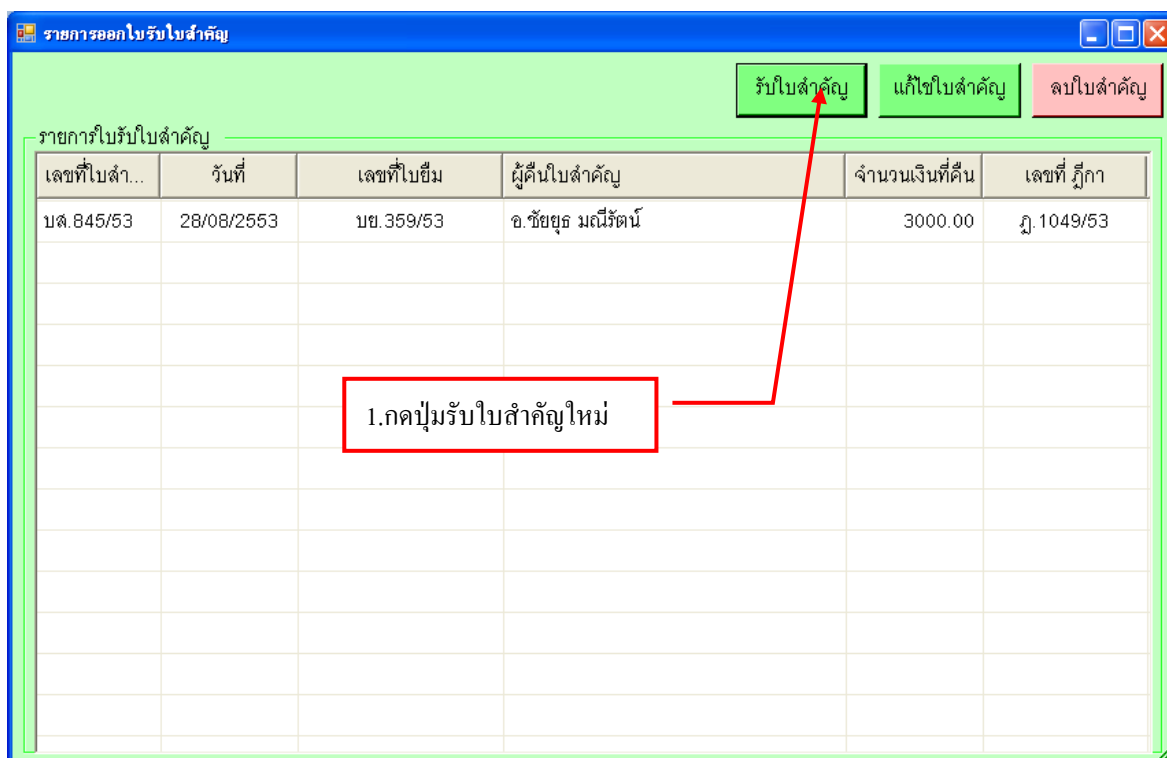 รายการออกใบรับใบสำคัญ
รับใบสำคัญ แก้ไขใบสำคัญ ลบใบสำคัญ
รายการใบรับใบสำคัญ
เลขที่ใบสำ... วันที่ เลขที่ใบยืม ผู้คืนใบสำคัญ จำนวนเงินที่คืน เลขที่ ฎีกา
บส.845/53 28/08/2553 บย.359/53 อ.ชัยยุธ มณีรัตน์ 3000.00 ฎ.1049/53
1.กดปุ่มรับใบสำคัญใหม่